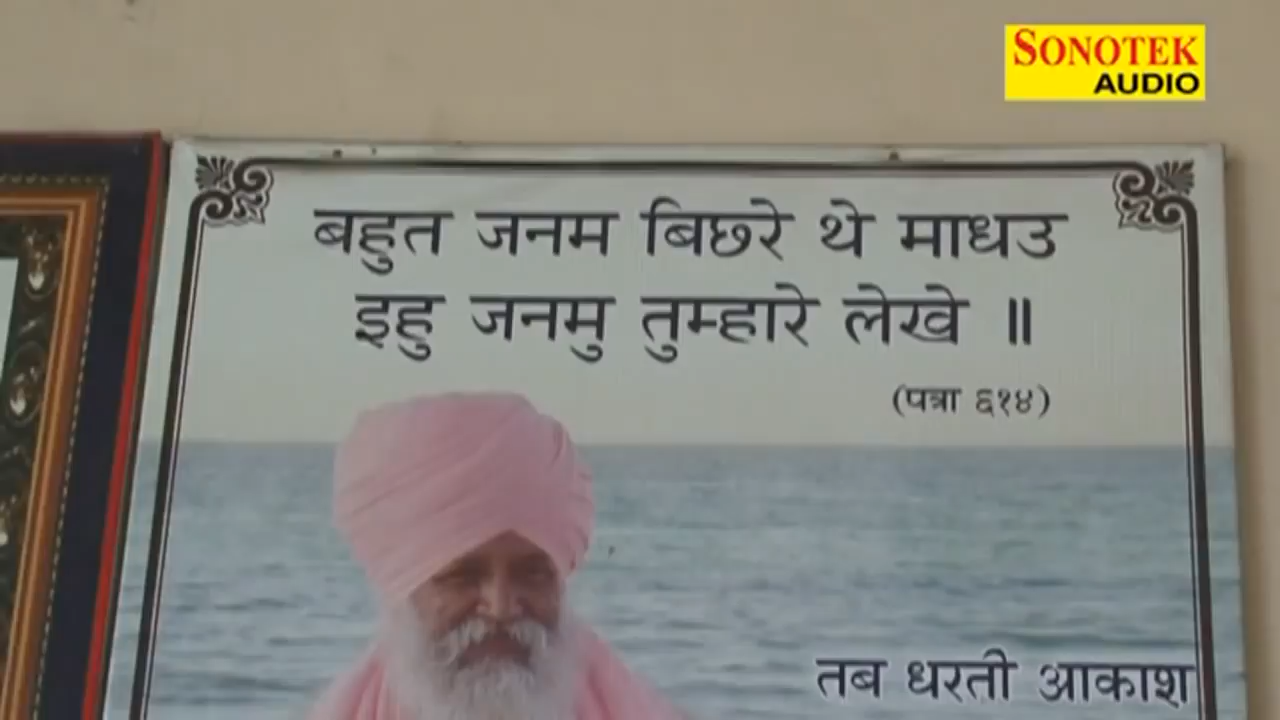 SONOTEK
AUDIO
बहुत जनम बिछरे थे माधउ
इहु जनमु तुम्हारे लेखे ॥
(पत्रा ६१४)
तब धरती आकाश